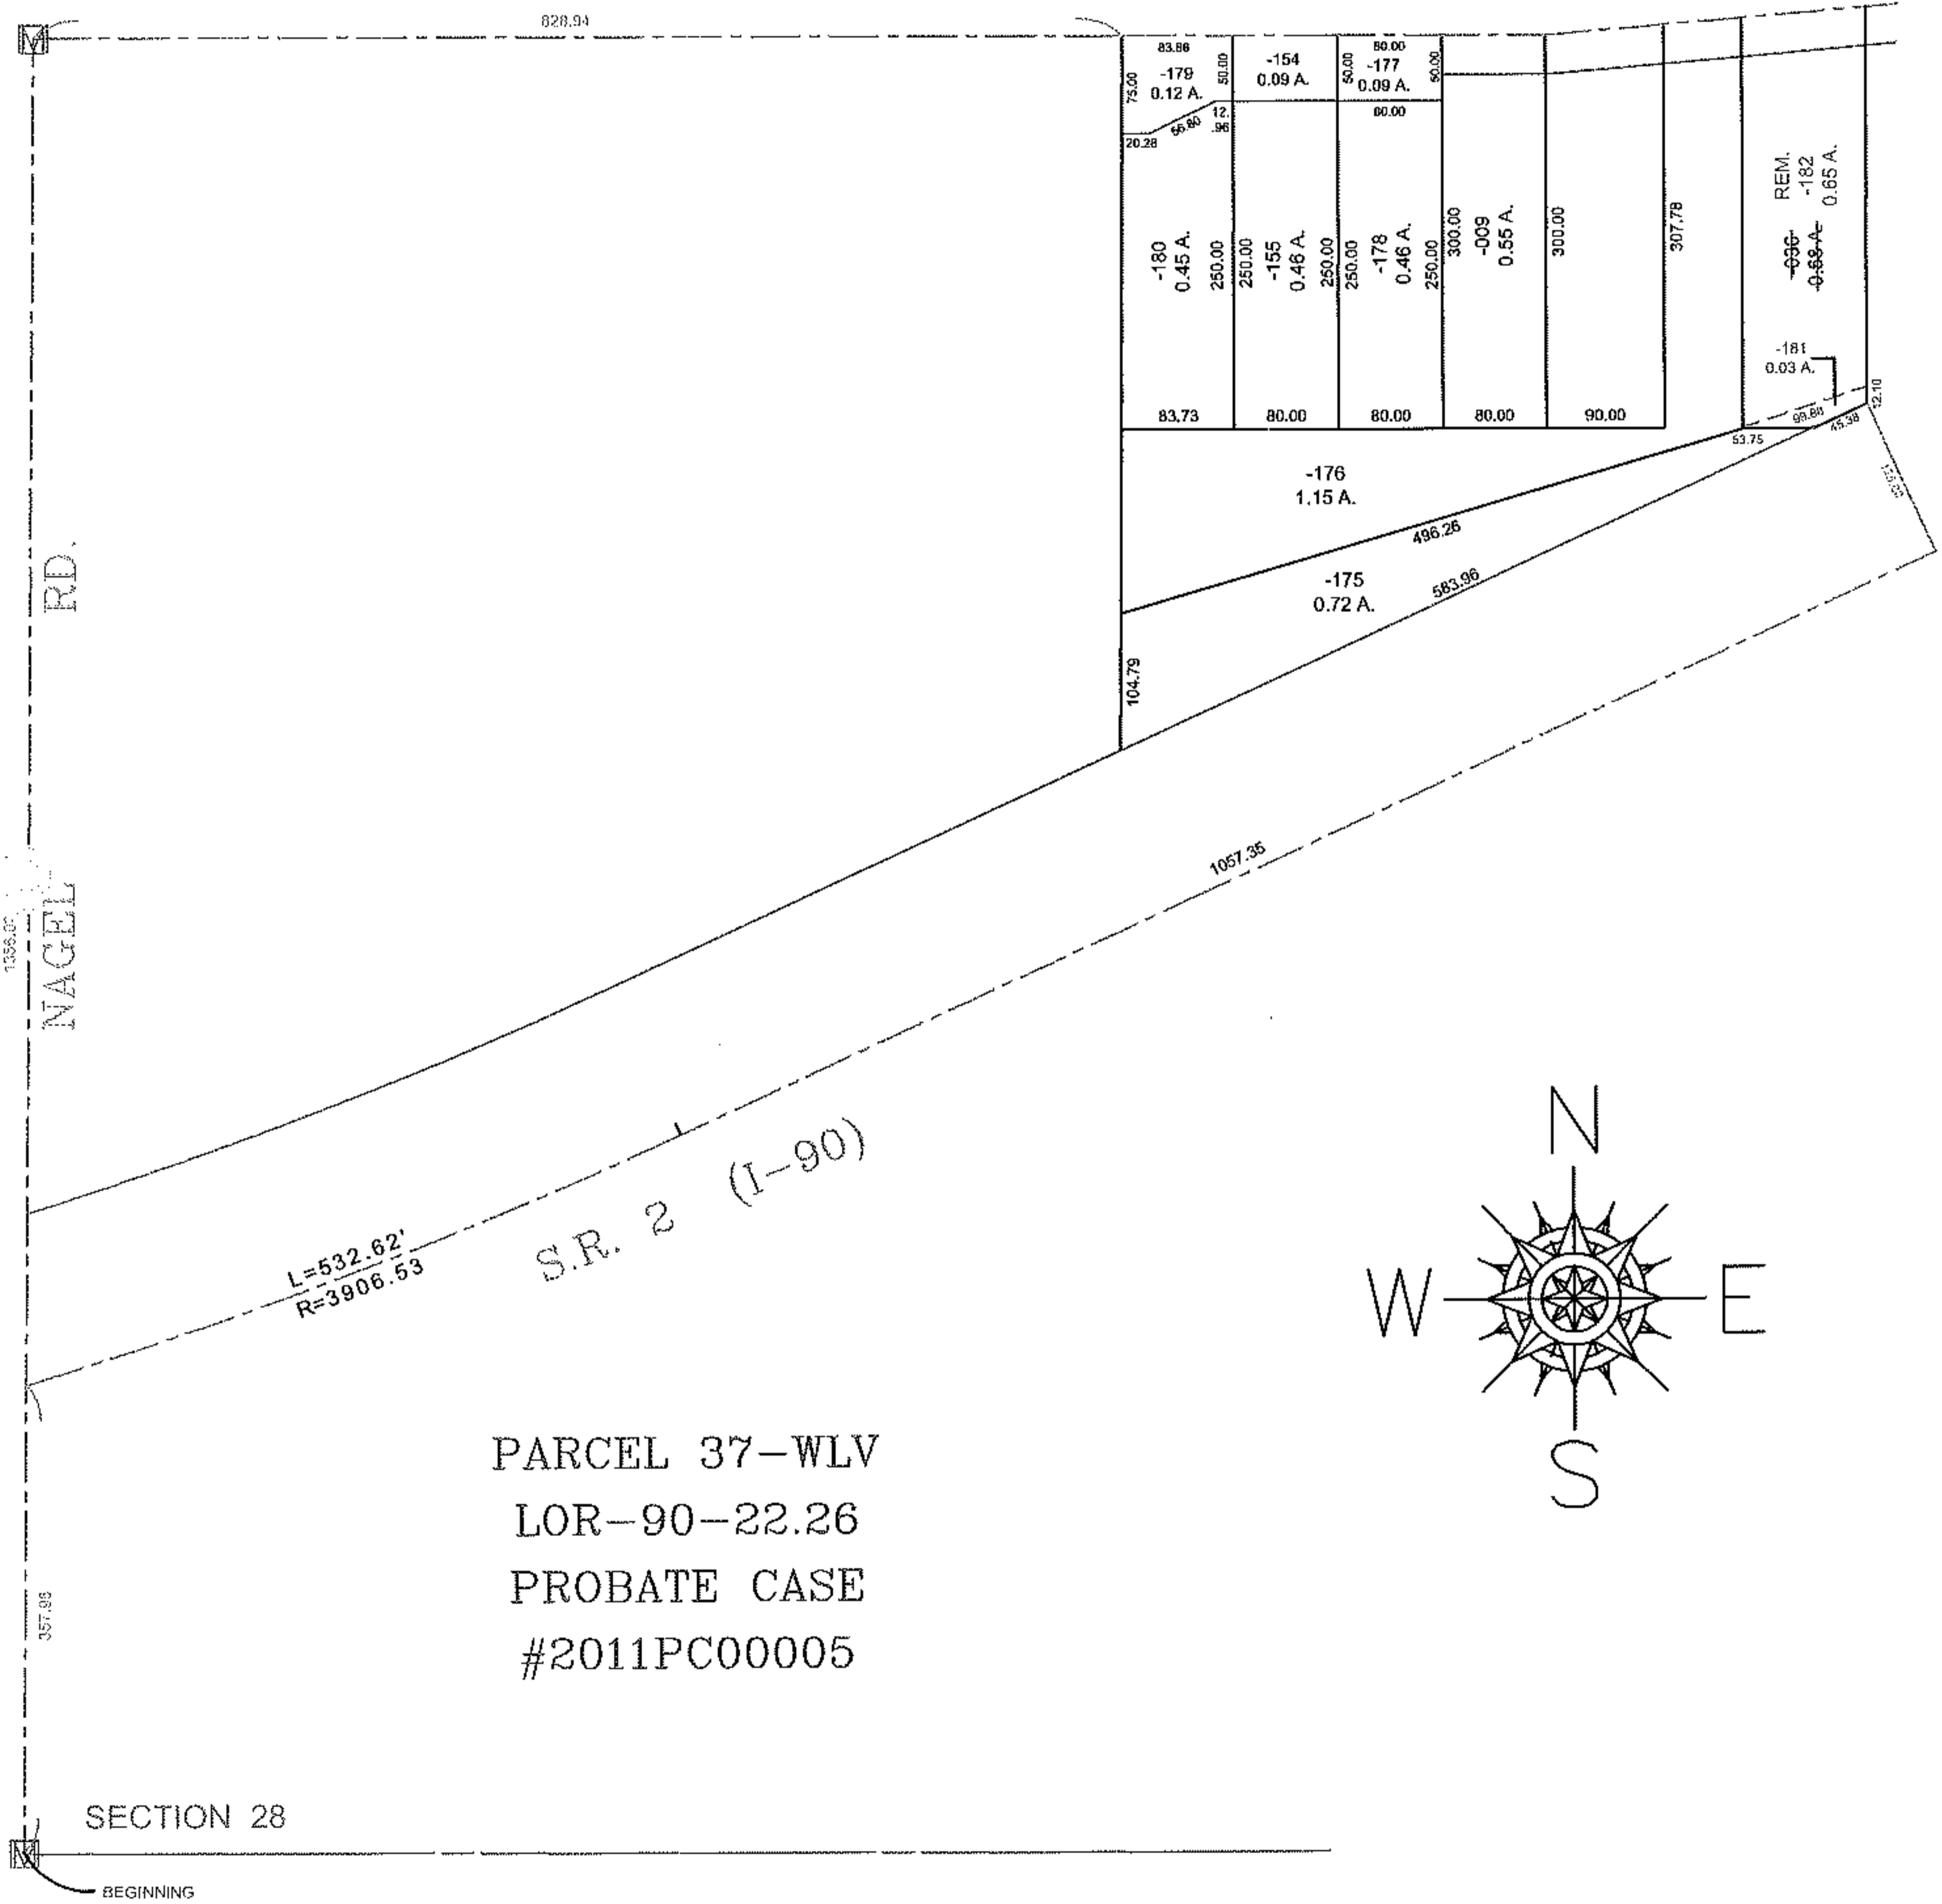 828.94
83.86
-179
0.12 A.
75.00
50.00
-154
0.09 A.
50.00
80.00
-177
0.09 A.
50.00
80.00
20.28
56.80
12.
.96
-180
0.45 A.
250.00
250.00
-155
0.46 A.
250.00
250.00
-178
0.46 A.
250.00
300.00
-009
0.55 A.
300.00
307.78
REM.
-182
0.65 A.
-036
0.68 A.
-181
0.03 A.
12.10
99.80
45.38
53.75
83.73
80.00
80.00
80.00
90.00
-176
1.15 A.
496.26
-175
0.72 A.
583.96
104.79
1057.35
NAGEL RD.
S.R. 2 (I-90)
L=532.62'
R=3906.53
N
W
E
S
PARCEL 37-WLV
LOR-90-22.26
PROBATE CASE
#2011PC00005
SECTION 28
BEGINNING